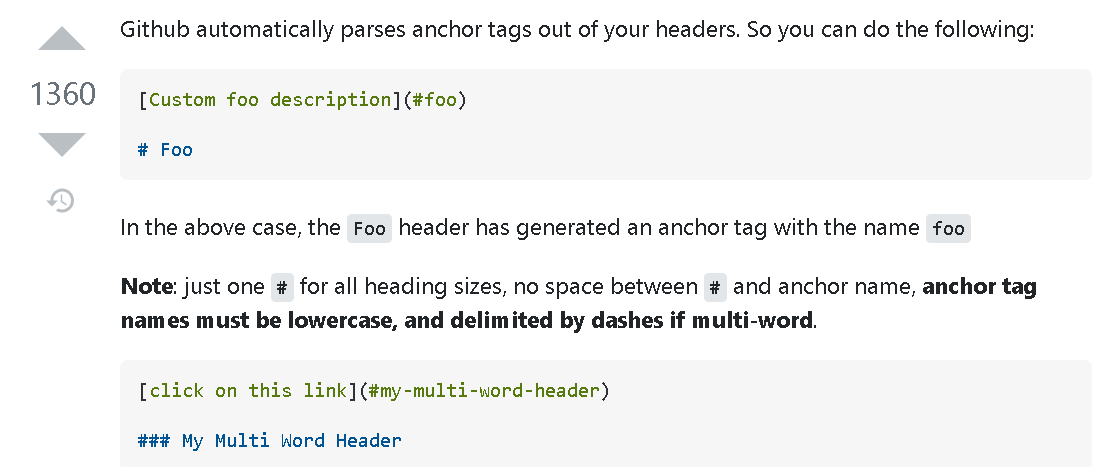 Github automatically parses anchor tags out of your headers. So you can do the following:
1360
[Custom foo description](#foo)
# Foo
In the above case, the Foo header has generated an anchor tag with the name foo
Note: just one # for all heading sizes, no space between # and anchor name, anchor tag
names must be lowercase, and delimited by dashes if multi-word.
[click on this link](#my-multi-word-header)
### My Multi Word Header